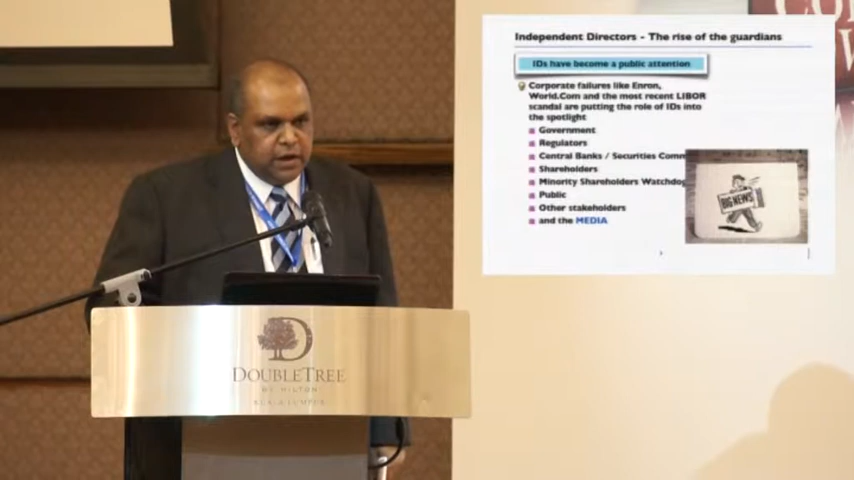 Independent Directors - The rise of the guardians
IDs have become a public attention
Corporate failures like Enron,
World.Com and the most recent LIBOR
scandal are putting the role of IDs into
the spotlight
Government
Regulators
Central Banks / Securities Comm
Shareholders
Minority Shareholders Watchdog
Public
Other stakeholders
and the MEDIA
BIG NEWS
D
DOUBLETREE
BY HILTON
KUALA LUMPUR